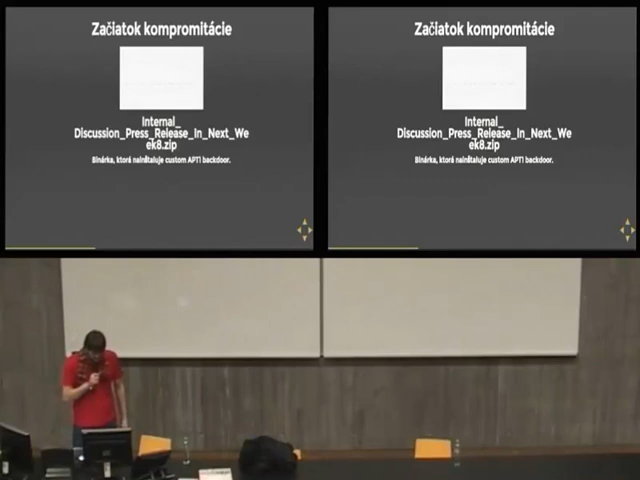 Začiatok kompromitácie
Internal_
Discussion_Press_Release_In_Next_We
ek8.zip
Binárka, ktorá nainštaluje custom APT1 backdoor.
Začiatok kompromitácie
Internal_
Discussion_Press_Release_In_Next_We
ek8.zip
Binárka, ktorá nainštaluje custom APT1 backdoor.